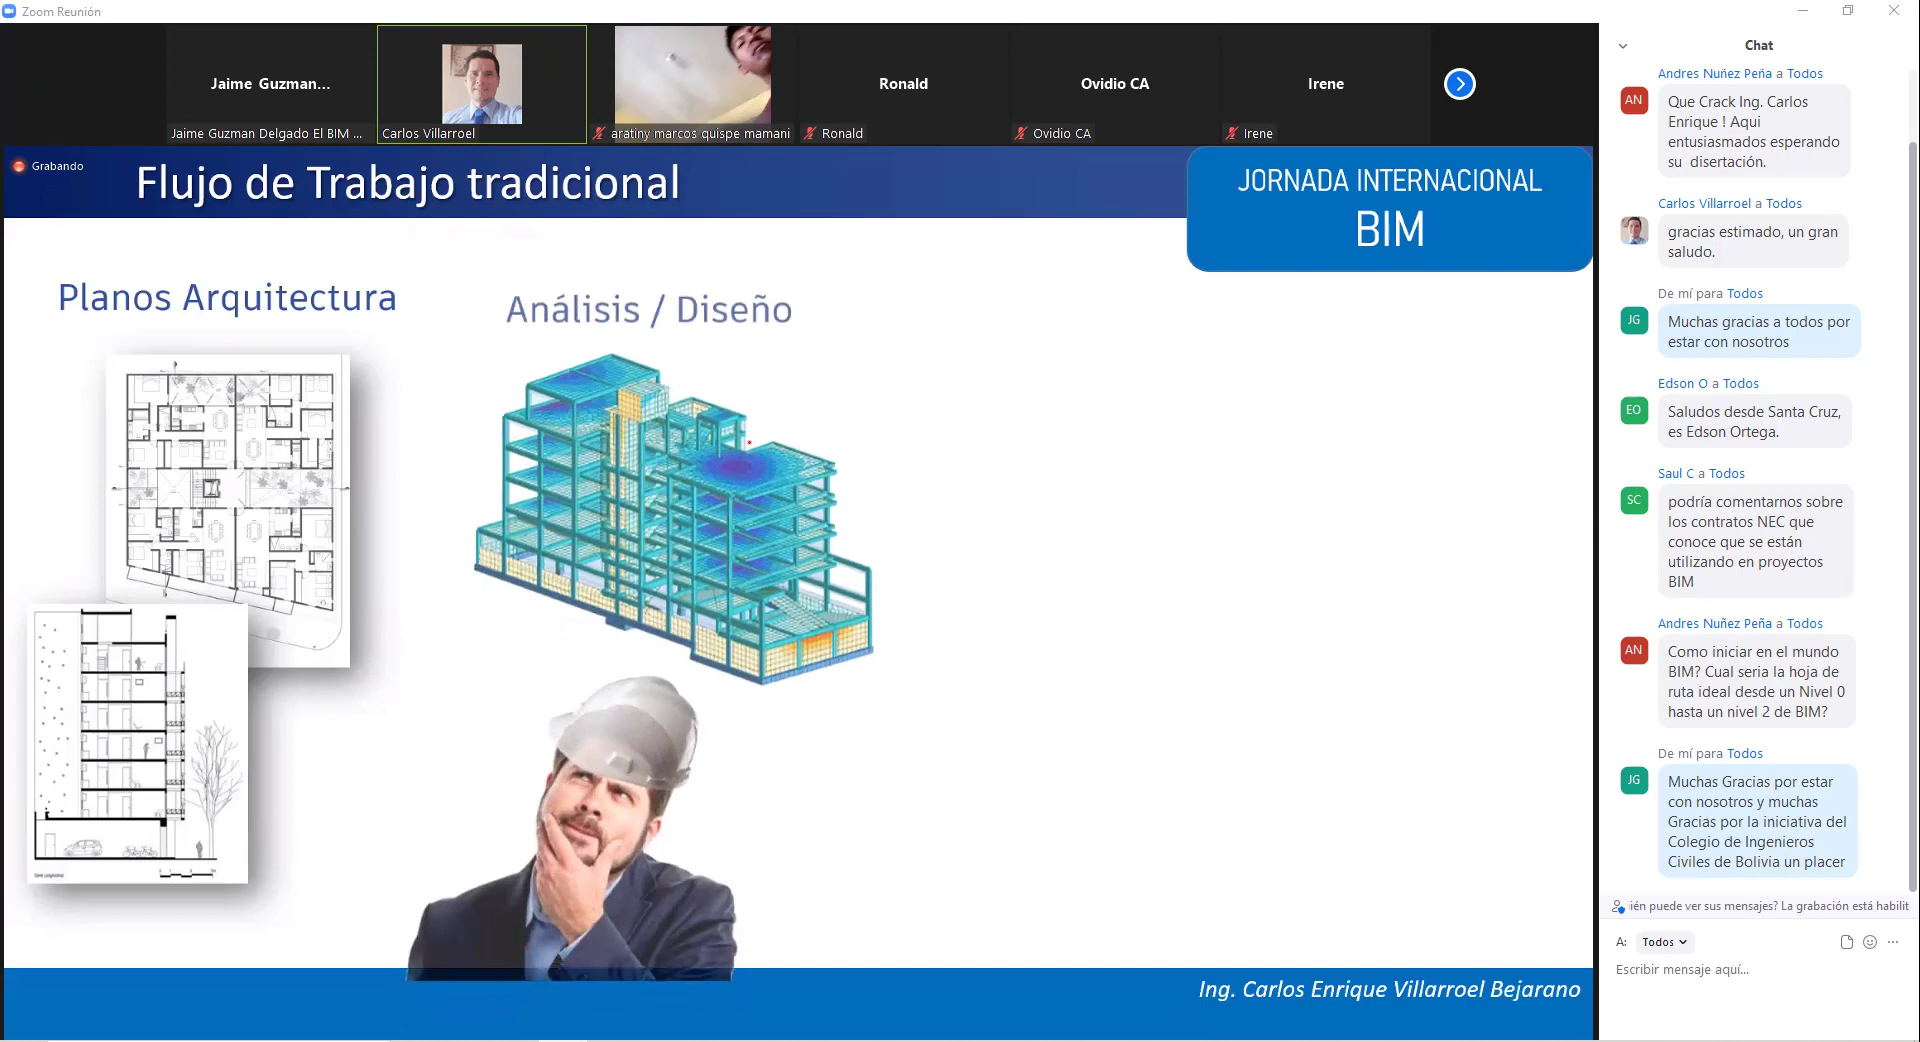 Zoom Reunión
Jaime Guzman...
Ronald
Ovidio CA
Irene
Jaime Guzman Delgado El BIM ...
Carlos Villarroel
aratiny marcos quispe mamani
Ronald
Ovidio CA
Irene
Grabando
Flujo de Trabajo tradicional
JORNADA INTERNACIONAL
BIM
Planos Arquitectura
Análisis / Diseño
Ing. Carlos Enrique Villarroel Bejarano
Chat
Andres Nuñez Peña a Todos
AN
Que Crack Ing. Carlos
Enrique ! Aqui
entusiasmados esperando
su disertación.
Carlos Villarroel a Todos
gracias estimado, un gran
saludo.
De mí para Todos
JG
Muchas gracias a todos por
estar con nosotros
Edson O a Todos
EO
Saludos desde Santa Cruz,
es Edson Ortega.
Saul C a Todos
SC
podría comentarnos sobre
los contratos NEC que
conoce que se están
utilizando en proyectos
BIM
Andres Nuñez Peña a Todos
AN
Como iniciar en el mundo
BIM? Cual seria la hoja de
ruta ideal desde un Nivel 0
hasta un nivel 2 de BIM?
De mí para Todos
JG
Muchas Gracias por estar
con nosotros y muchas
Gracias por la iniciativa del
Colegio de Ingenieros
Civiles de Bolivia un placer
ién puede ver sus mensajes? La grabación está habilit
A: Todos
Escribir mensaje aquí...